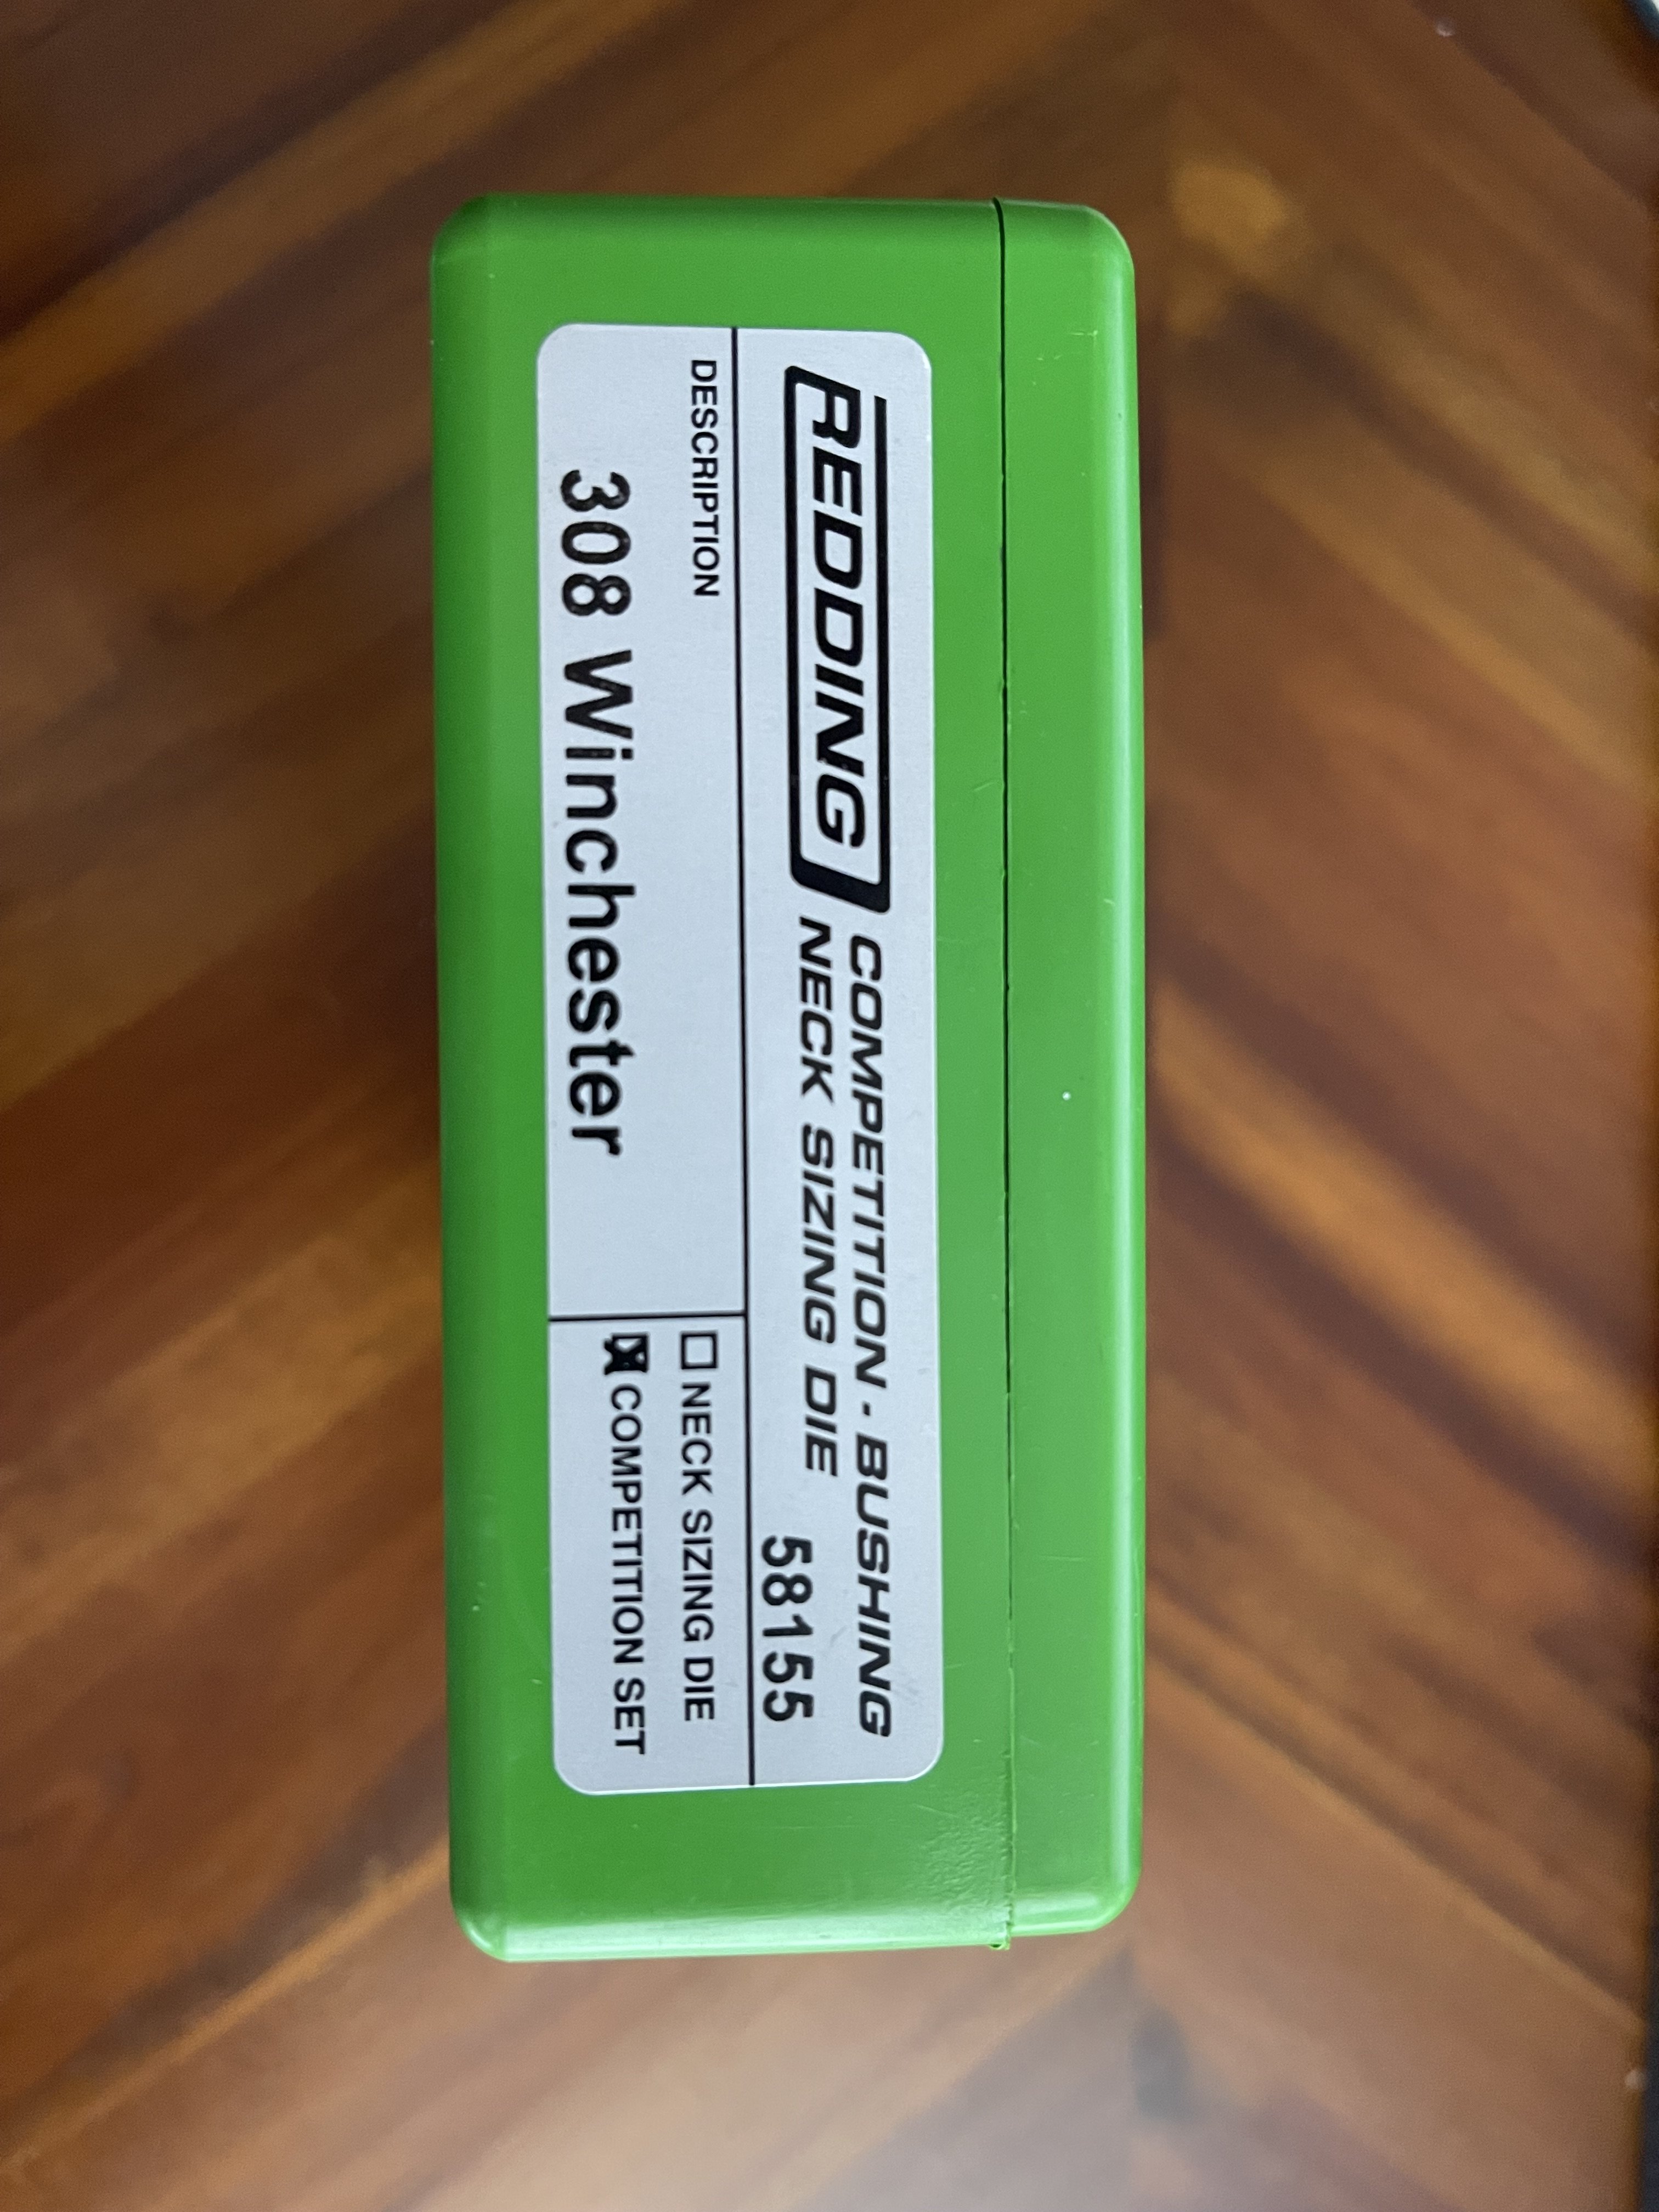 REDDING
COMPETITION - BUSHING
NECK SIZING DIE
58155
DESCRIPTION
308 Winchester
NECK SIZING DIE
COMPETITION SET